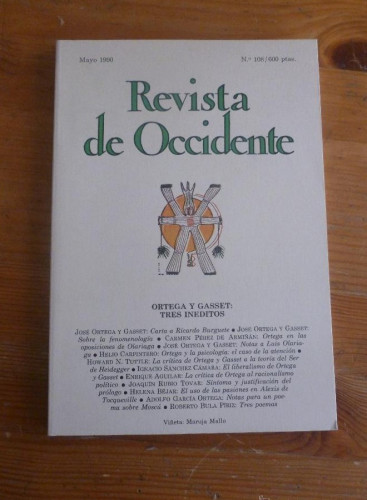 Mayo 1990 N.º 108/600 ptas.
Revista
de Occidente
ORTEGA Y GASSET:
TRES INEDITOS
JOSÉ ORTEGA Y GASSET: Carta a Ricardo Burguete ● JOSÉ ORTEGA Y GASSET:
Sobre la fenomenología ● CARMEN PÉREZ DE ARMIÑÁN: Ortega en las
oposiciones de Olariaga ● JOSÉ ORTEGA Y GASSET: Notas a Luis Olaria-
ga ● HELIO CARPINTERO: Ortega y la psicología: el caso de la atención ●
HOWARD N. TUTTLE: La crítica de Ortega y Gasset a la teoría del Ser
de Heidegger ● IGNACIO SÁNCHEZ CÁMARA: El liberalismo de Ortega
y Gasset ● ENRIQUE AGUILAR: La crítica de Ortega al racionalismo
político ● JOAQUÍN RUBIO TOVAR: Síntoma y justificación del
prólogo ● HELENA BÉJAR: El uso de las pasiones en Alexis de
Tocqueville ● ADOLFO GARCÍA ORTEGA: Notas para un poe-
ma sobre Moscú ● ROBERTO BULA PÍRIZ: Tres poemas
Viñeta: Maruja Mallo